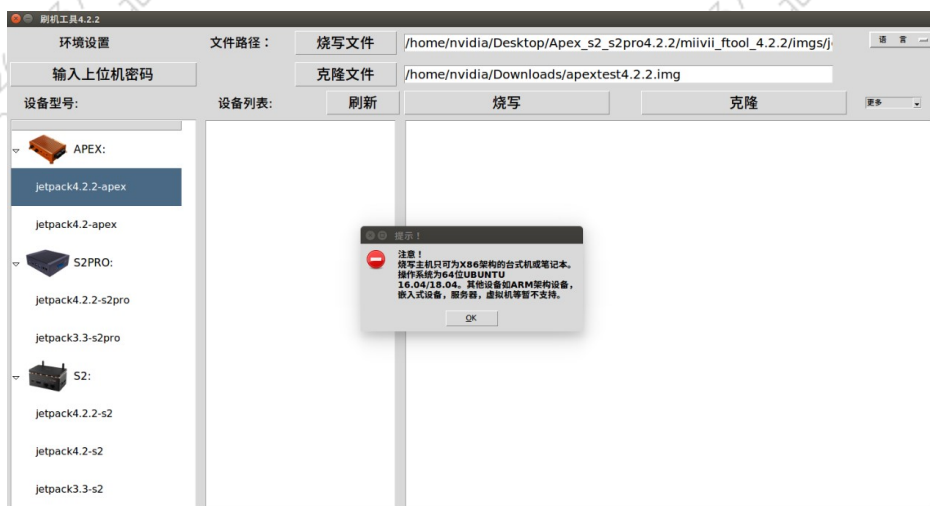 刷机工具4.2.2
环境设置
文件路径：
烧写文件
/home/nvidia/Desktop/Apex_s2_s2pro4.2.2/miivii_ftool_4.2.2/imgs/j
语 言
输入上位机密码
克隆文件
/home/nvidia/Downloads/apextest4.2.2.img
设备型号:
设备列表:
刷新
烧写
克隆
更多
APEX:
jetpack4.2.2-apex
jetpack4.2-apex
S2PRO:
jetpack4.2.2-s2pro
jetpack3.3-s2pro
S2:
jetpack4.2.2-s2
jetpack4.2-s2
jetpack3.3-s2
提示！
注意！
烧写主机只可为X86架构的台式机或笔记本。
操作系统为64位UBUNTU
16.04/18.04。其他设备如ARM架构设备，
嵌入式设备，服务器，虚拟机等暂不支持。
OK